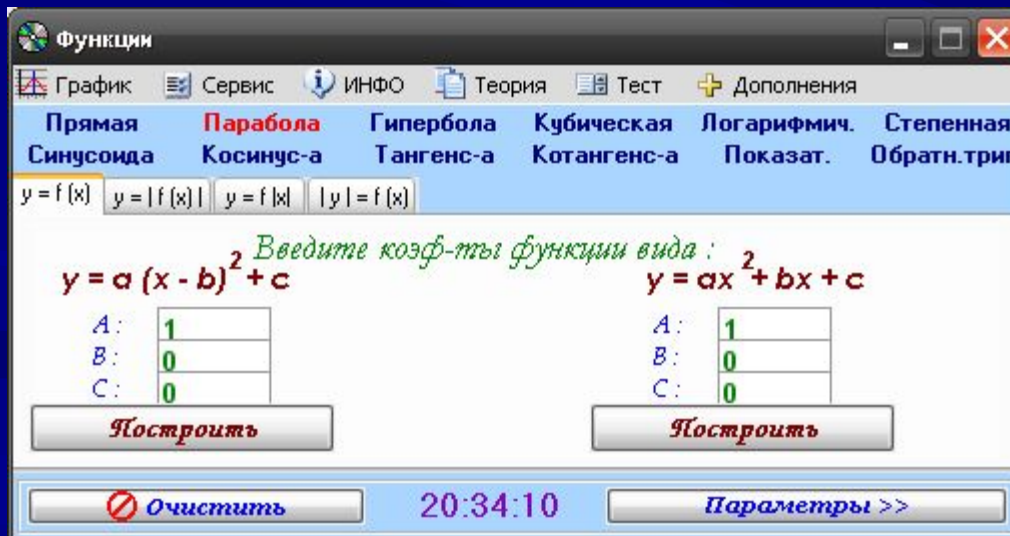 Функции
График Сервис ИНФО Теория Тест Дополнения
Прямая Парабола Гипербола Кубическая Логарифмич. Степенная
Синусоида Косинус-а Тангенс-а Котангенс-а Показат. Обратн.триг
y = f (x) y = | f (x) | y = f |x| | y | = f (x)
Введите коэф-ты функции вида :
y = a (x - b)² + c y = ax² + bx + c
A : 1 A : 1
B : 0 B : 0
C : 0 C : 0
Построить Построить
Очистить 20:34:10 Параметры >>